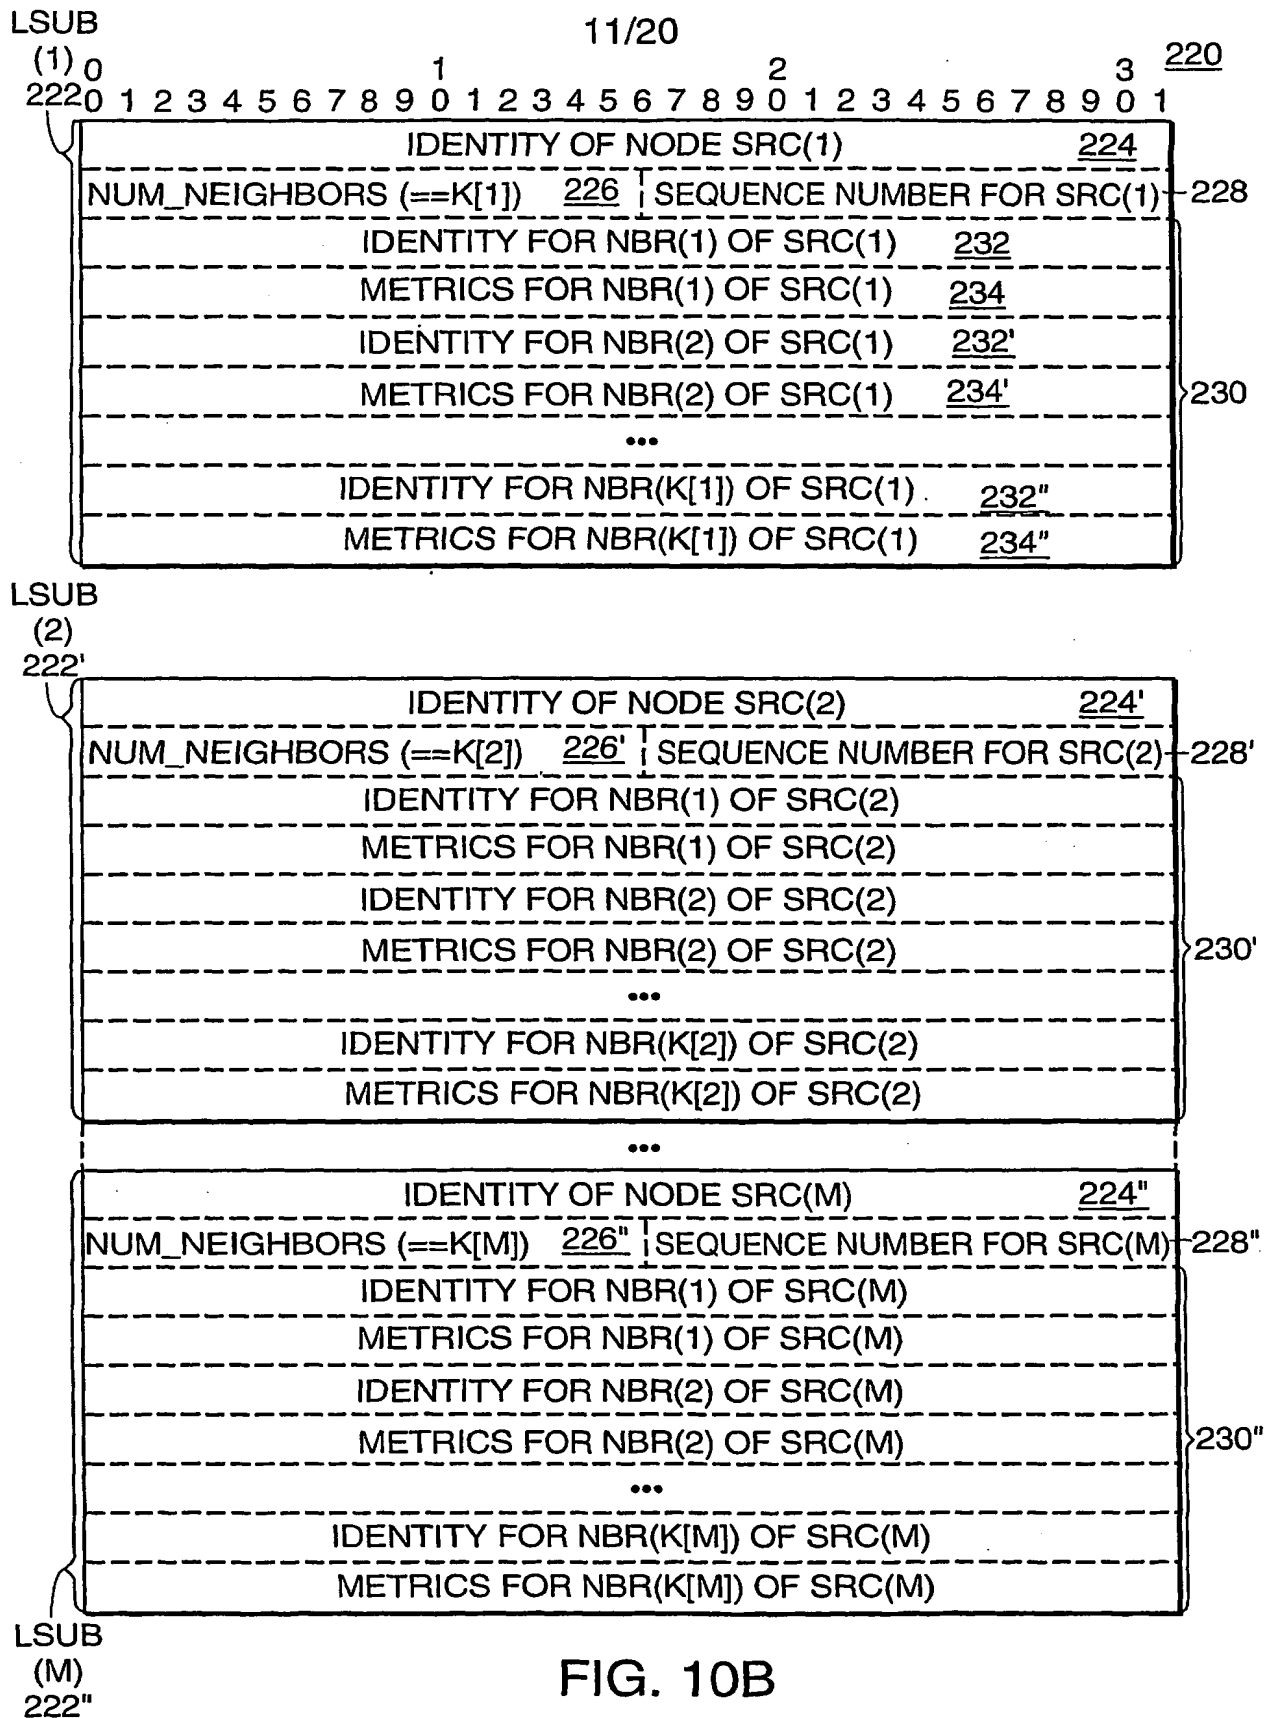 LSUB
11/20
(1) 0 1 2 3 220
222 0 1 2 3 4 5 6 7 8 9 0 1 2 3 4 5 6 7 8 9 0 1 2 3 4 5 6 7 8 9 0 1
IDENTITY OF NODE SRC(1) 224
NUM_NEIGHBORS (==K[1]) 226 SEQUENCE NUMBER FOR SRC(1) 228
IDENTITY FOR NBR(1) OF SRC(1) 232
METRICS FOR NBR(1) OF SRC(1) 234
IDENTITY FOR NBR(2) OF SRC(1) 232'
METRICS FOR NBR(2) OF SRC(1) 234' 230
•••
IDENTITY FOR NBR(K[1]) OF SRC(1) 232"
METRICS FOR NBR(K[1]) OF SRC(1) 234"
LSUB
(2)
222'
IDENTITY OF NODE SRC(2) 224'
NUM_NEIGHBORS (==K[2]) 226' SEQUENCE NUMBER FOR SRC(2) 228'
IDENTITY FOR NBR(1) OF SRC(2)
METRICS FOR NBR(1) OF SRC(2)
IDENTITY FOR NBR(2) OF SRC(2)
METRICS FOR NBR(2) OF SRC(2) 230'
•••
IDENTITY FOR NBR(K[2]) OF SRC(2)
METRICS FOR NBR(K[2]) OF SRC(2)
•••
IDENTITY OF NODE SRC(M) 224"
NUM_NEIGHBORS (==K[M]) 226" SEQUENCE NUMBER FOR SRC(M) 228"
IDENTITY FOR NBR(1) OF SRC(M)
METRICS FOR NBR(1) OF SRC(M)
IDENTITY FOR NBR(2) OF SRC(M)
METRICS FOR NBR(2) OF SRC(M) 230"
•••
IDENTITY FOR NBR(K[M]) OF SRC(M)
METRICS FOR NBR(K[M]) OF SRC(M)
LSUB
(M)
222"
FIG. 10B